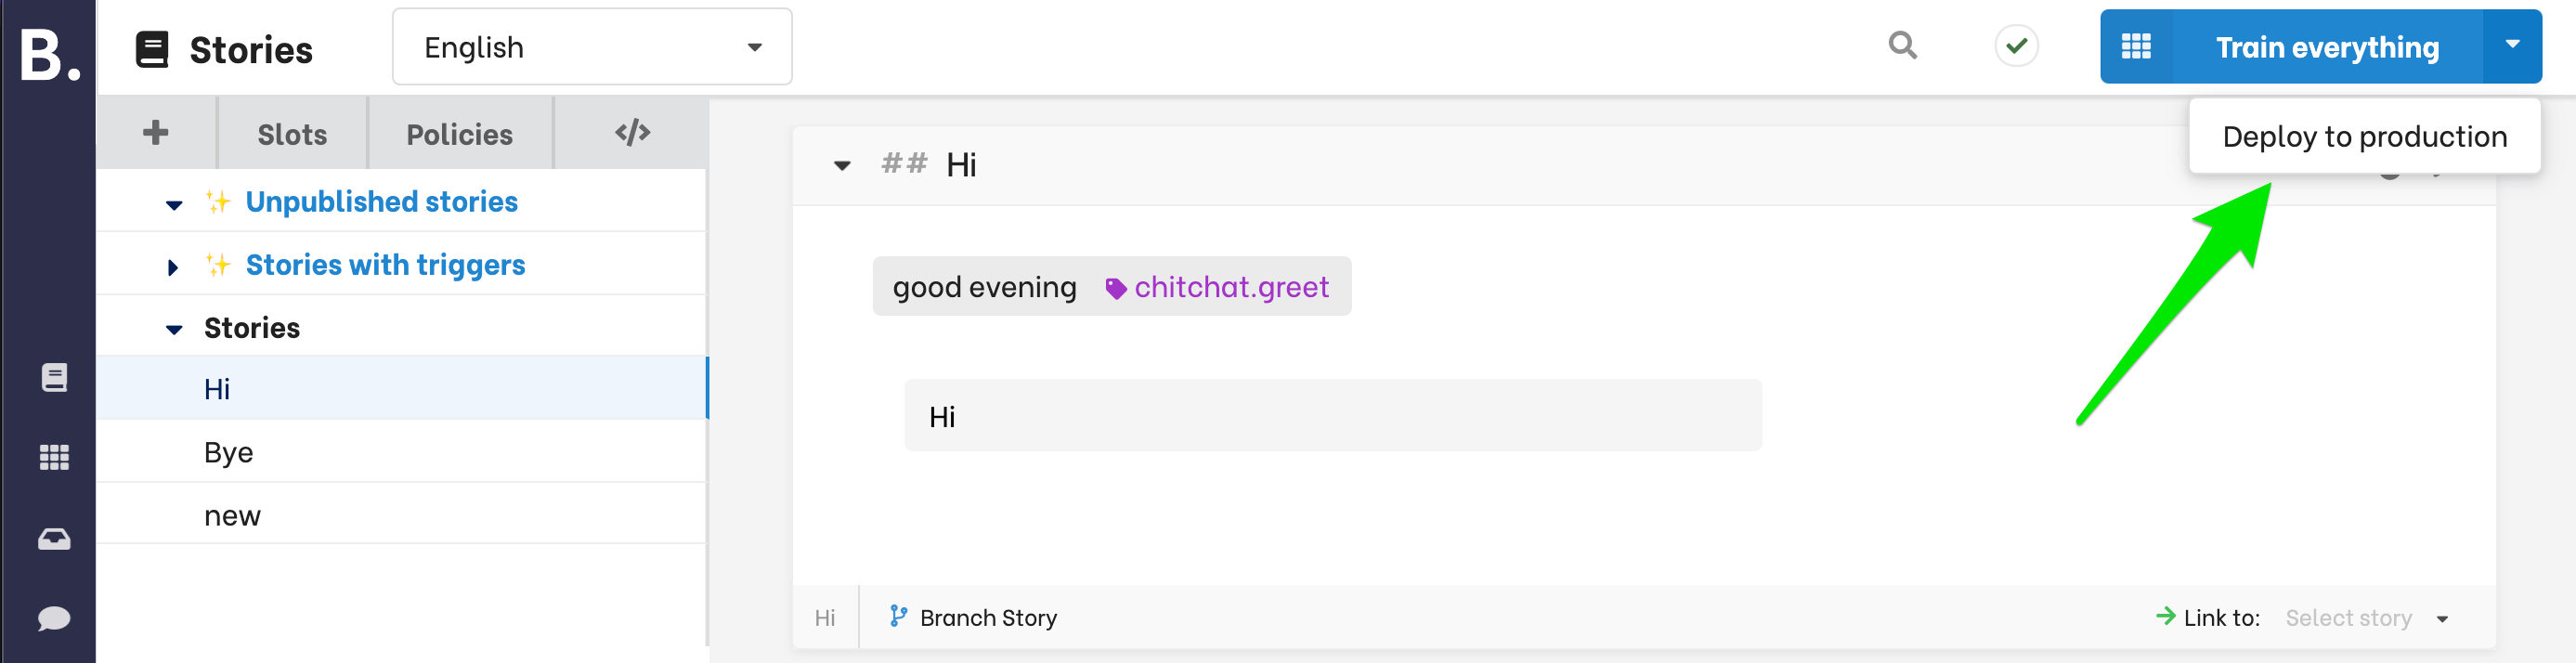 B.
Stories
English
Train everything
Deploy to production
Slots
Policies
</>
Unpublished stories
Stories with triggers
Stories
Hi
Bye
new
## Hi
good evening chitchat.greet
Hi
Hi
Branch Story
Link to: Select story